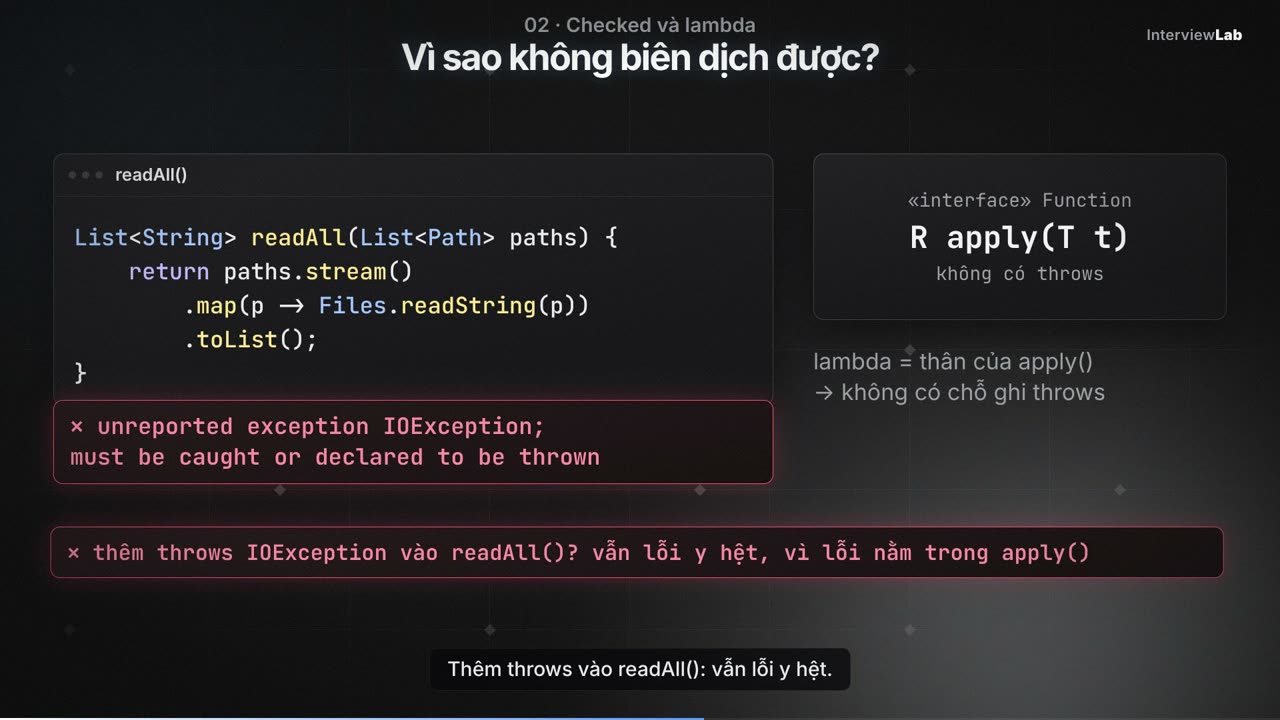 02 · Checked và lambda
Vì sao không biên dịch được?
InterviewLab
readAll()
List<String> readAll(List<Path> paths) {
    return paths.stream()
        .map(p -> Files.readString(p))
        .toList();
}
× unreported exception IOException;
must be caught or declared to be thrown
«interface» Function
R apply(T t)
không có throws
lambda = thân của apply()
→ không có chỗ ghi throws
× thêm throws IOException vào readAll()? vẫn lỗi y hệt, vì lỗi nằm trong apply()
Thêm throws vào readAll(): vẫn lỗi y hệt.